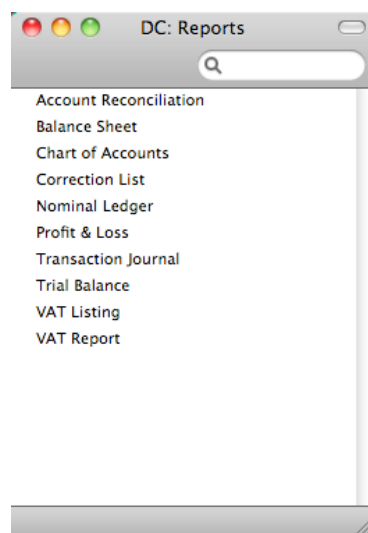 DC: Reports
Account Reconciliation
Balance Sheet
Chart of Accounts
Correction List
Nominal Ledger
Profit & Loss
Transaction Journal
Trial Balance
VAT Listing
VAT Report